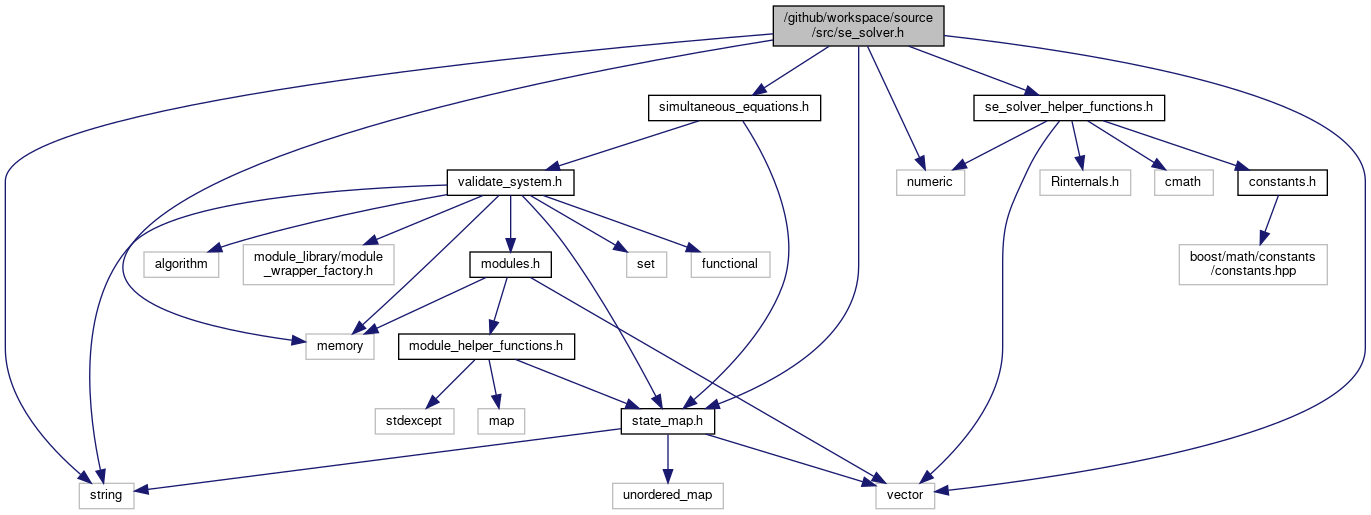 /github/workspace/source
/src/se_solver.h
simultaneous_equations.h
se_solver_helper_functions.h
validate_system.h
numeric
Rinternals.h
cmath
constants.h
algorithm
module_library/module
_wrapper_factory.h
modules.h
set
functional
boost/math/constants
/constants.hpp
memory
module_helper_functions.h
stdexcept
map
state_map.h
string
unordered_map
vector